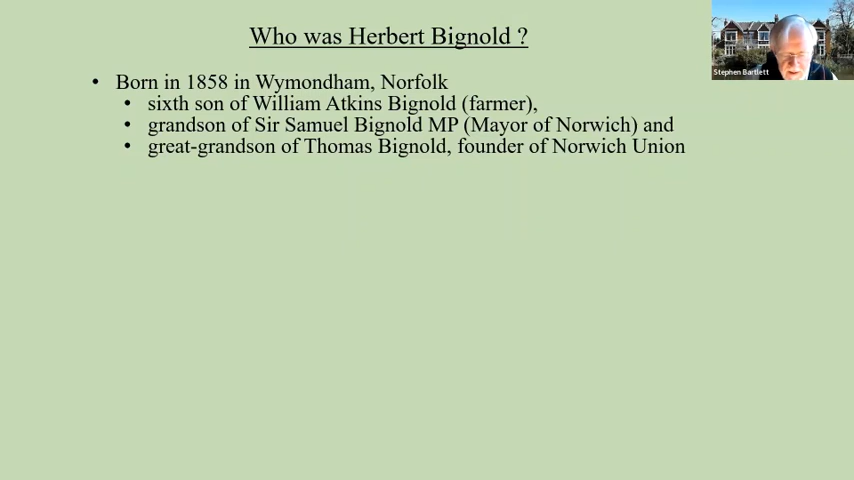 Who was Herbert Bignold ?
Stephen Bartlett
• Born in 1858 in Wymondham, Norfolk
• sixth son of William Atkins Bignold (farmer),
• grandson of Sir Samuel Bignold MP (Mayor of Norwich) and
• great-grandson of Thomas Bignold, founder of Norwich Union